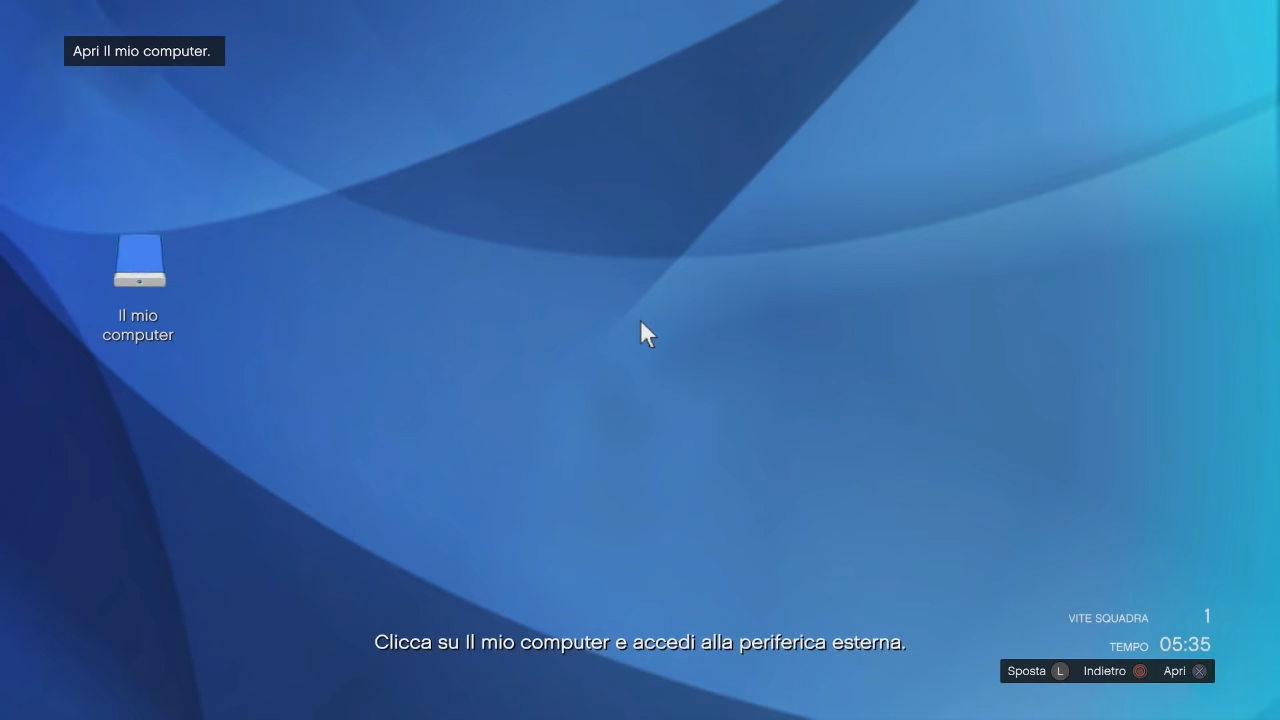 Apri Il mio computer.
Il mio
computer
Clicca su Il mio computer e accedi alla periferica esterna.
VITE SQUADRA 1
TEMPO 05:35
Sposta L Indietro Apri